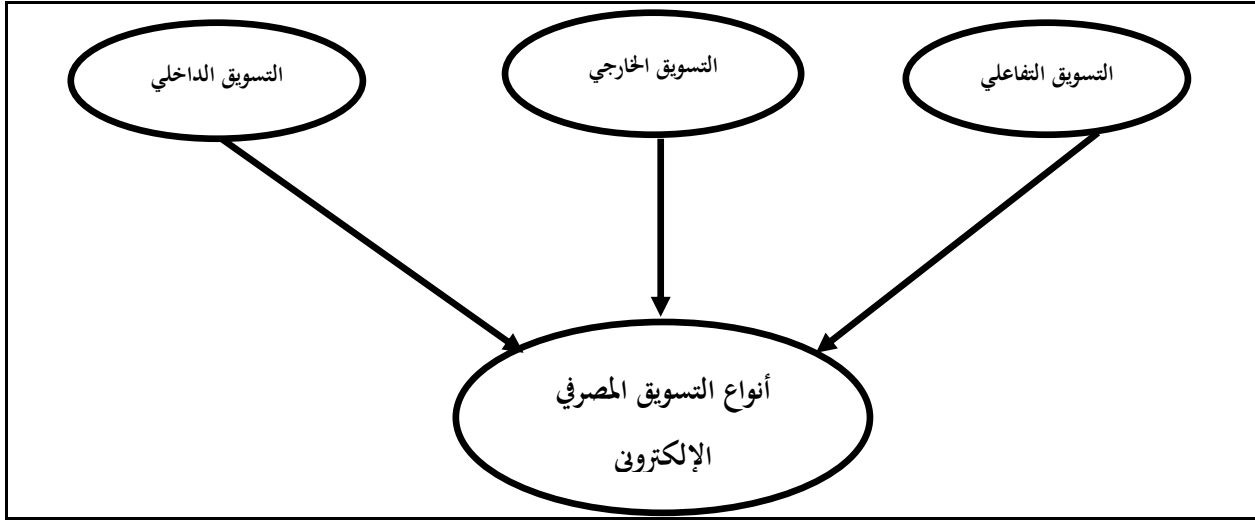 التسويق التفاعلي
التسويق الخارجي
التسويق الداخلي
أنواع التسويق المصرفي
الإلكتروني